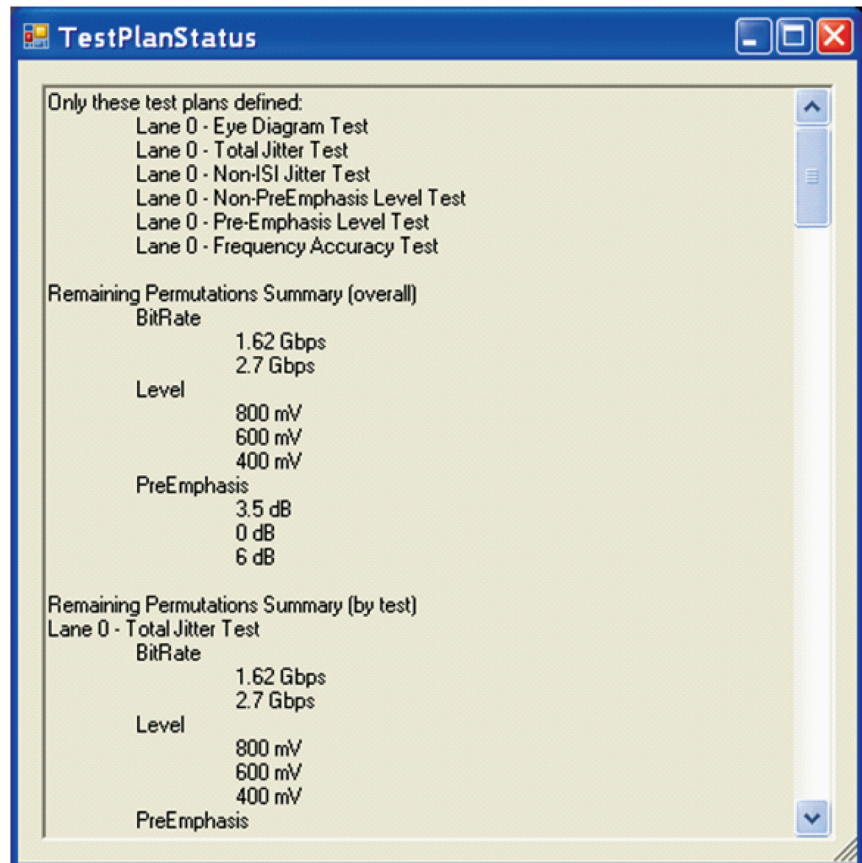 TestPlanStatus
Only these test plans defined:
Lane 0 - Eye Diagram Test
Lane 0 - Total Jitter Test
Lane 0 - Non-ISI Jitter Test
Lane 0 - Non-PreEmphasis Level Test
Lane 0 - Pre-Emphasis Level Test
Lane 0 - Frequency Accuracy Test
Remaining Permutations Summary (overall)
BitRate
1.62 Gbps
2.7 Gbps
Level
800 mV
600 mV
400 mV
PreEmphasis
3.5 dB
0 dB
6 dB
Remaining Permutations Summary (by test)
Lane 0 - Total Jitter Test
BitRate
1.62 Gbps
2.7 Gbps
Level
800 mV
600 mV
400 mV
PreEmphasis